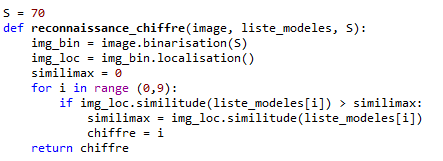 S = 70
def reconnaissance_chiffre(image, liste_modeles, S):
    img_bin = image.binarisation(S)
    img_loc = img_bin.localisation()
    similimax = 0
    for i in range (0,9):
        if img_loc.similitude(liste_modeles[i]) > similimax:
            similimax = img_loc.similitude(liste_modeles[i])
            chiffre = i
    return chiffre